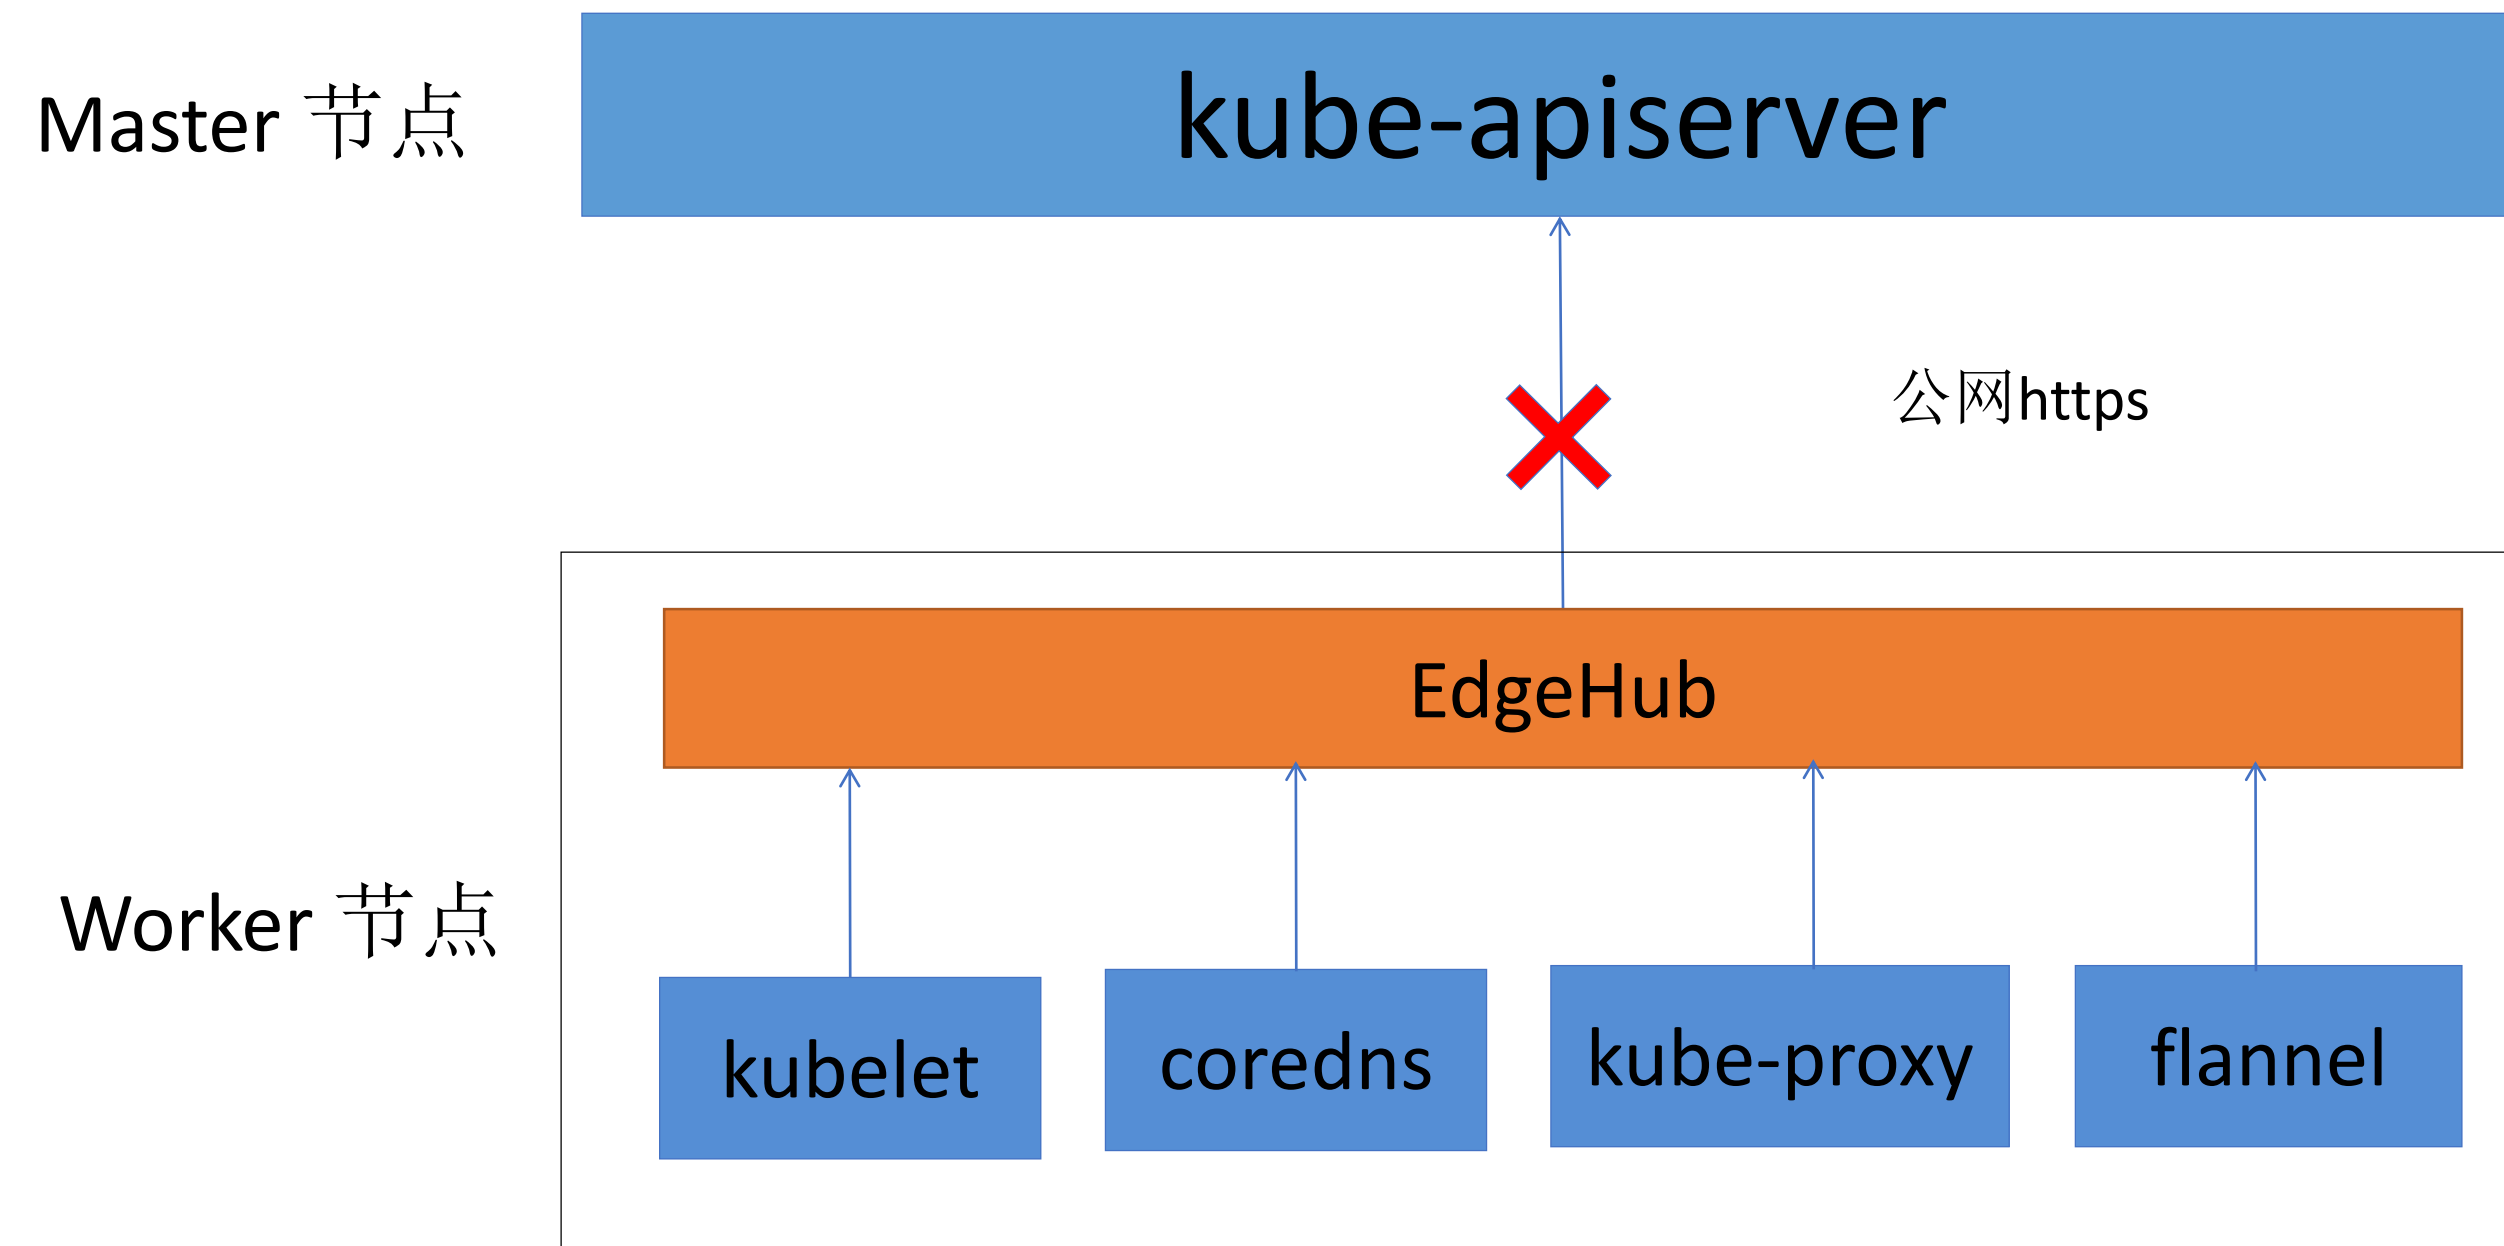 Master 节点
kube-apiserver
公网https
EdgeHub
Worker 节点
kubelet
coredns
kube-proxy
flannel